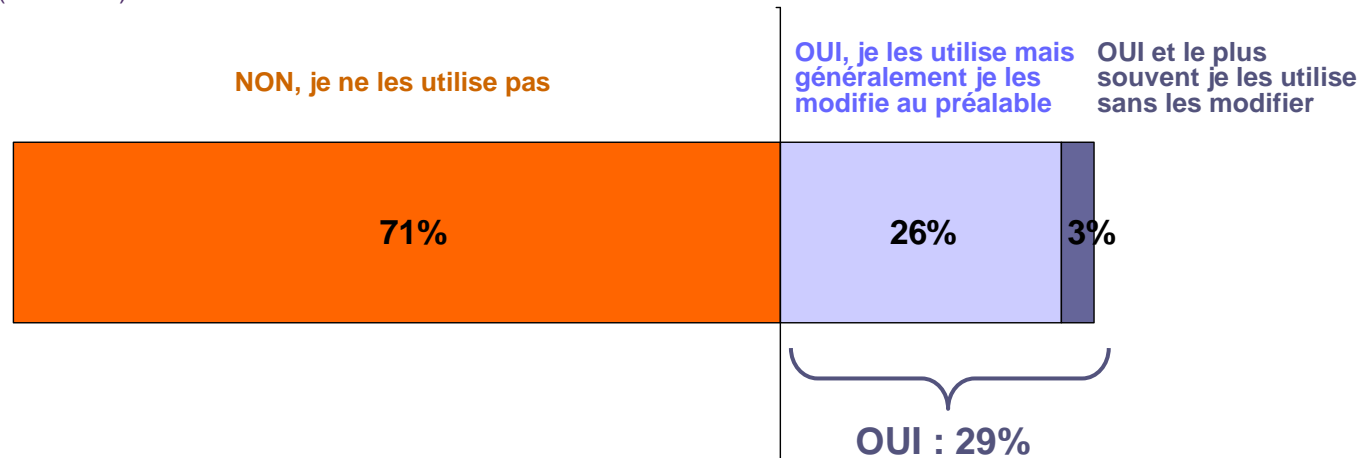 NON, je ne les utilise pas
OUI, je les utilise mais
généralement je les
modifie au préalable
OUI et le plus
souvent je les utilise
sans les modifier
71%
26%
3%
OUI : 29%